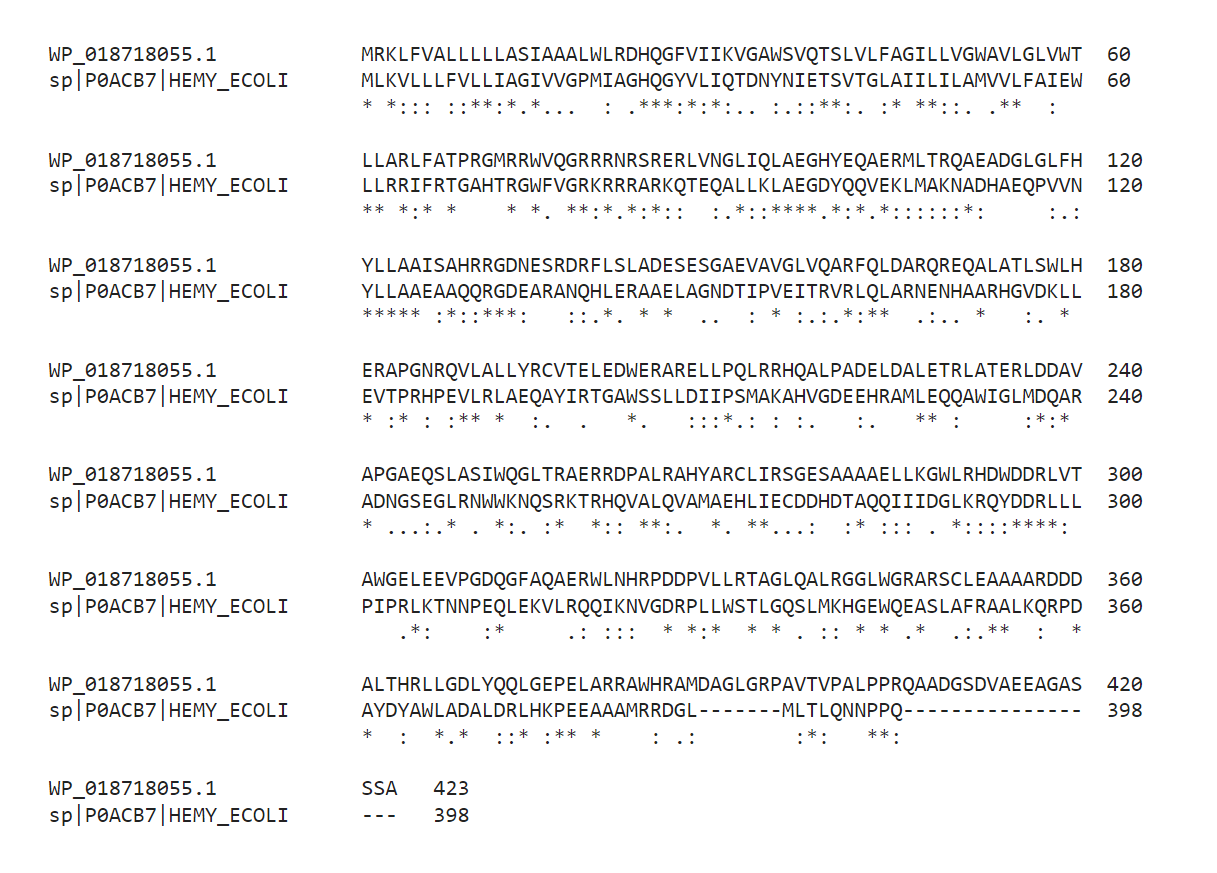 WP_018718055.1 MRKLFVALLLLLASIAAALWLRDHQGFVIIKVGAWSVQTSLVLFAGILLVGWAVLGLVWT 60
sp|P0ACB7|HEMY_ECOLI MLKVLLLFVLLIAGIVVGPMIAGHQGYVLIQTDNYNIETSVTGLAIILILAMVVLFAIEW 60
* *::: ::**:*.*... : .***:*:*:.. :.::**:. :* **::. .** :
WP_018718055.1 LLARLFATPRGMRRWVQGRRRNRSRERLVNGLIQLAEGHYEQAERMLTRQAEADGLGLFH 120
sp|P0ACB7|HEMY_ECOLI LLRRIFRTGAHTRGWFVGRKRRRARKQTEQALLKLAEGDYQQVEKLMAKNADHAEQPVVN 120
** *:* * * *. **:*.*:*:: :.*::****.*:*.*::::::*: :.:
WP_018718055.1 YLLAAISAHRRGDNESRDRFLSLADESESGAEVAVGLVQARFQLDARQREQALATLSWLH 180
sp|P0ACB7|HEMY_ECOLI YLLAAEAAQQRGDEARANQHLERAAELAGNDTIPVEITRVRLQLARNENHAARHGVDKLL 180
***** :*::***: ::.*. * * .. : * :.:.*:** .:.. * :. *
WP_018718055.1 ERAPGNRQVLALLYRCVTELEDWERARELLPQLRRHQALPADELDALETRLATERLDDAV 240
sp|P0ACB7|HEMY_ECOLI EVTPRHPEVLRLAEQAYIRTGAWSSLLDIIPSMAKAHVGDEEHRAMLEQQAWIGLMDQAR 240
* :* : :** * :. . *. :::*.: : :. :. ** : :*:*
WP_018718055.1 APGAEQSLASIWQGLTRAERRDPALRAHYARCLIRSGESAAAAELLKGWLRHDWDDRLVT 300
sp|P0ACB7|HEMY_ECOLI ADNGSEGLRNWWKNQSRKTRHQVALQVAMAEHLIECDDHDTAQQIIIDGLKRQYDDRLLL 300
* ...:.* . *:. :* *:: **:. *. **...: :* ::: . *::::****:
WP_018718055.1 AWGELEEVPGDQGFAQAERWLNHRPDDPVLLRTAGLQALRGGLWGRARSCLEAAAARDDD 360
sp|P0ACB7|HEMY_ECOLI PIPRLKTNNPEQLEKVLRQQIKNVGDRPLLWSTLGQSLMKHGEWQEASLAFRAALKQRPD 360
.*: :* .: ::: * *:* * * . :: * * .* .:.** : *
WP_018718055.1 ALTHRLLGDLYQQLGEPELARRAWHRAMDAGLGRPAVTVPALPPRQAADGSDVAEEAGAS 420
sp|P0ACB7|HEMY_ECOLI AYDYAWLADALDRLHKPEEAAAMRRDGL-------MLTLQNNPPQ--------------- 398
* : *.* ::* :** * : .: :*: **:
WP_018718055.1 SSA 423
sp|P0ACB7|HEMY_ECOLI --- 398